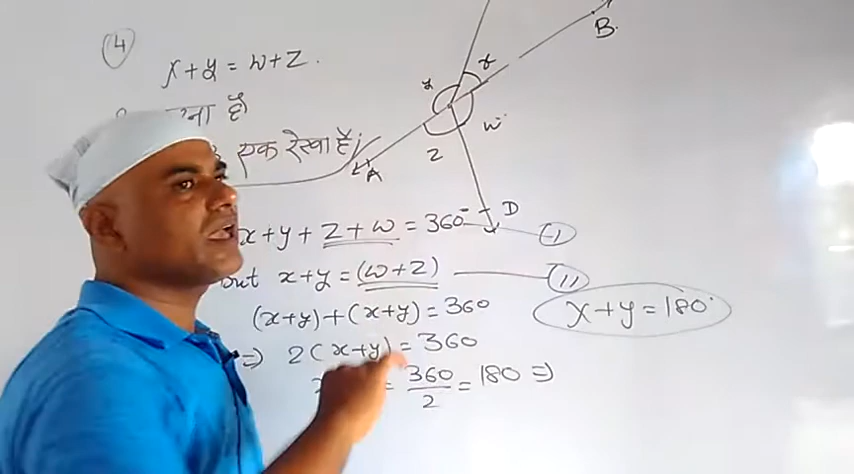 ④
x+y = w+z.
है
एक रेखा है;
B
x
y
w
z
A
D
x+y+z+w = 360° ①
but x+y = (w+z) ⑪
(x+y)+(x+y) = 360
⇒ 2(x+y) = 360
= 360/2 = 180 ⇒
x+y = 180°